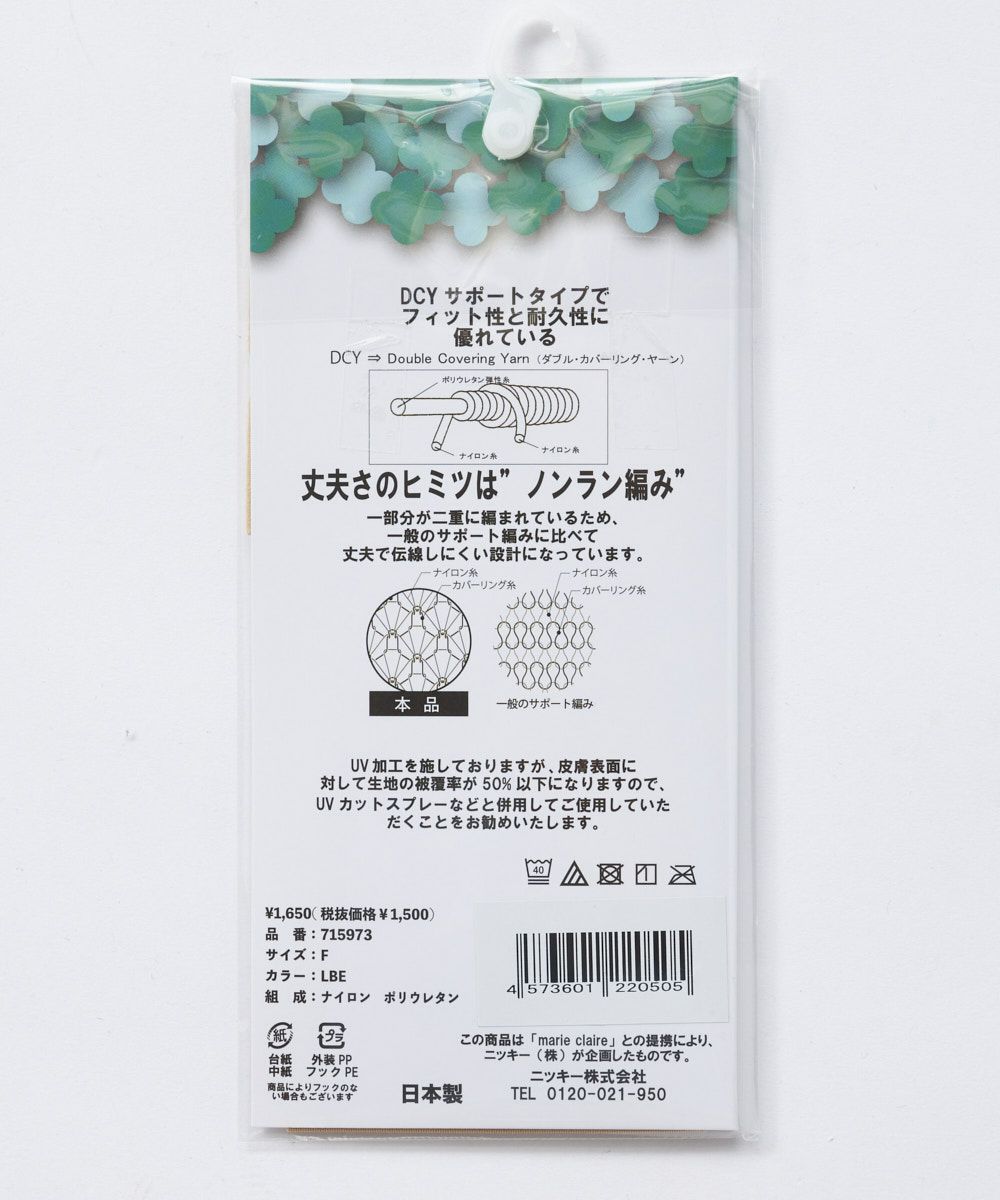 DCY サポートタイプで
フィット性と耐久性に
優れている
DCY ⇒ Double Covering Yarn（ダブル・カバーリング・ヤーン）
ポリウレタン弾性糸
ナイロン糸
ナイロン糸
丈夫さのヒミツは”ノンラン編み”
一部分が二重に編まれているため、
一般のサポート編みに比べて
丈夫で伝線しにくい設計になっています。
ナイロン糸
カバーリング糸
ナイロン糸
カバーリング糸
本 品
一般のサポート編み
UV加工を施しておりますが、皮膚表面に
対して生地の被覆率が50%以下になりますので、
UVカットスプレーなどと併用してご使用していた
だくことをお勧めいたします。
40
¥1,650（税抜価格¥1,500）
品 番：715973
サイズ：F
カラー：LBE
組 成：ナイロン ポリウレタン
4 573601 220505
紙
プラ
台紙 外装PP
中紙 フックPE
商品によりフックのな
い場合もございます
日本製
この商品は「marie claire」との提携により、
ニッキー（株）が企画したものです。
ニッキー株式会社
TEL 0120-021-950